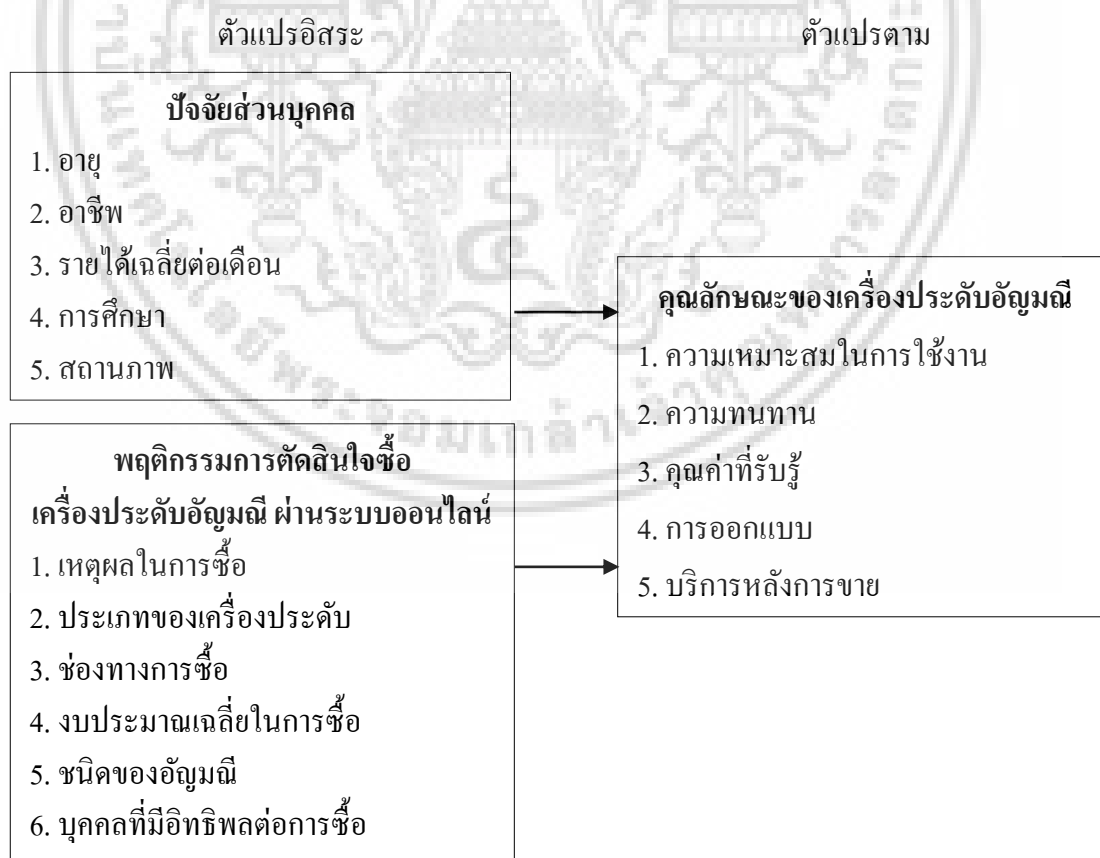 ตัวแปรอิสระ
ตัวแปรตาม
ปัจจัยส่วนบุคคล
1. อายุ
2. อาชีพ
3. รายได้เฉลี่ยต่อเดือน
4. การศึกษา
5. สถานภาพ
พฤติกรรมการตัดสินใจซื้อ
เครื่องประดับอัญมณี ผ่านระบบออนไลน์
1. เหตุผลในการซื้อ
2. ประเภทของเครื่องประดับ
3. ช่องทางการซื้อ
4. งบประมาณเฉลี่ยในการซื้อ
5. ชนิดของอัญมณี
6. บุคคลที่มีอิทธิพลต่อการซื้อ
คุณลักษณะของเครื่องประดับอัญมณี
1. ความเหมาะสมในการใช้งาน
2. ความทนทาน
3. คุณค่าที่รับรู้
4. การออกแบบ
5. บริการหลังการขาย